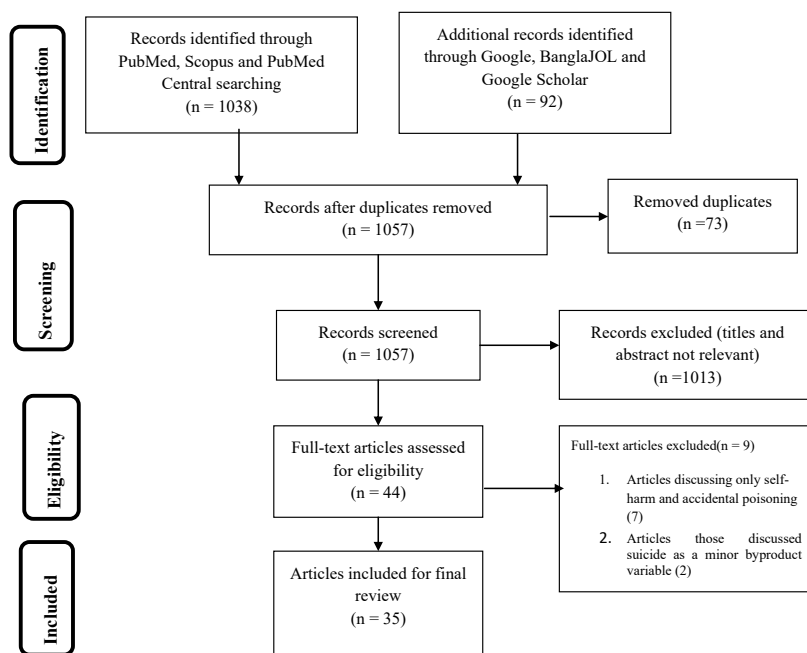 Identification
Records identified through
PubMed, Scopus and PubMed
Central searching
(n = 1038)
Additional records identified
through Google, BanglaJOL and
Google Scholar
(n = 92)
Screening
Records after duplicates removed
(n = 1057)
Removed duplicates
(n =73)
Records screened
(n = 1057)
Records excluded (titles and
abstract not relevant)
(n =1013)
Eligibility
Full-text articles assessed
for eligibility
(n = 44)
Full-text articles excluded(n = 9)
1. Articles discussing only self-
harm and accidental poisoning
(7)
2. Articles those discussed
suicide as a minor byproduct
variable (2)
Included
Articles included for final
review
(n = 35)